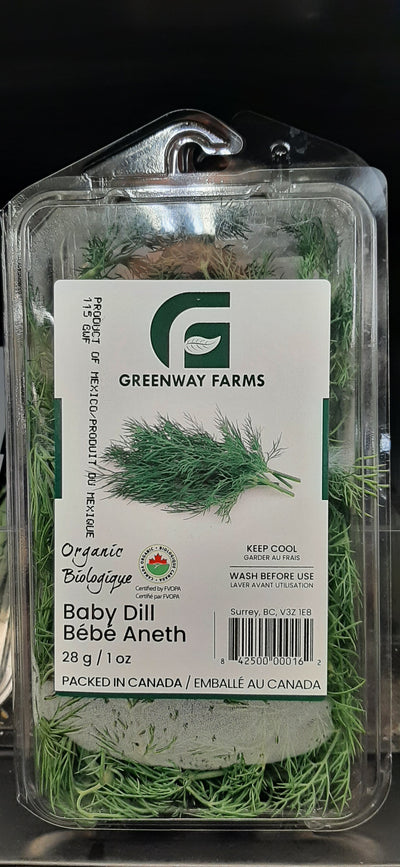 PRODUCT OF MEXICO/PRODUIT DU MEXIQUE
115 GWF
GREENWAY FARMS
Organic
Biologique
Certified by FVOPA
Certifié par FVOPA
KEEP COOL
GARDER AU FRAIS
WASH BEFORE USE
LAVER AVANT UTILISATION
Baby Dill
Bébé Aneth
28 g / 1 oz
Surrey, BC, V3Z 1E8
8 42500 00016 2
PACKED IN CANADA / EMBALLÉ AU CANADA